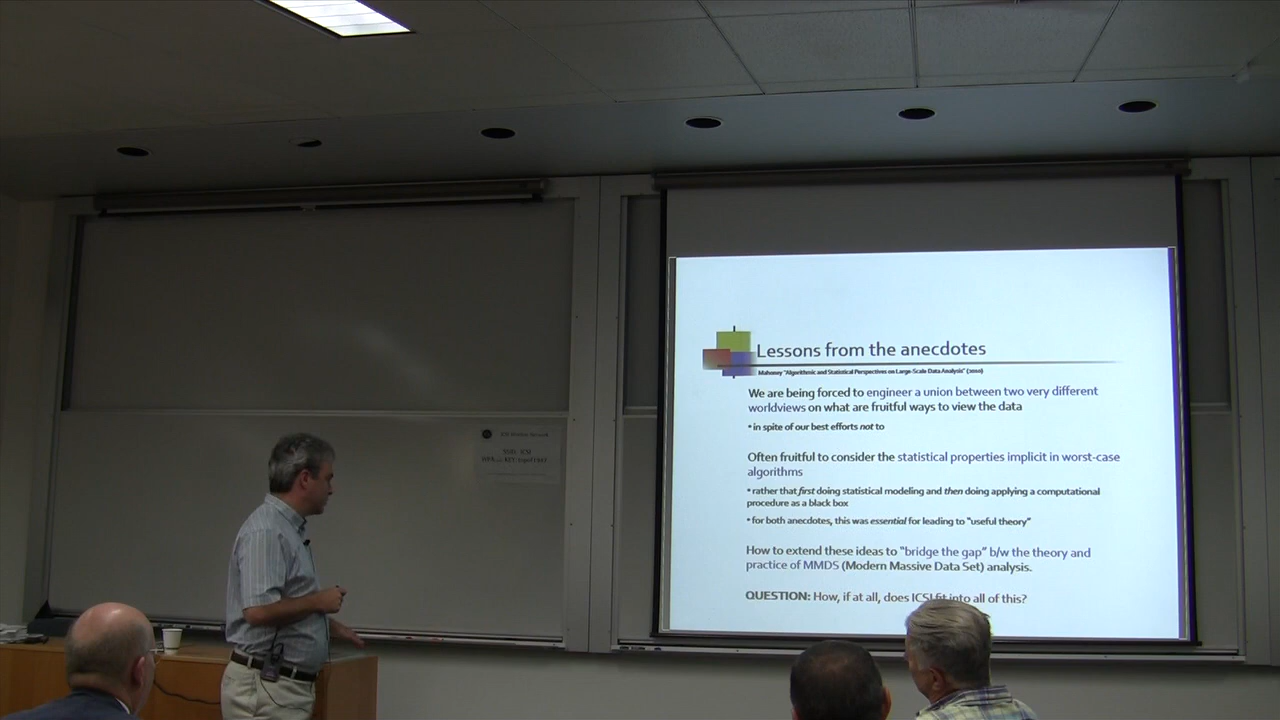 Lessons from the anecdotes
Mahoney "Algorithmic and Statistical Perspectives on Large-Scale Data Analysis" (2010)
We are being forced to engineer a union between two very different
worldviews on what are fruitful ways to view the data
• in spite of our best efforts not to
Often fruitful to consider the statistical properties implicit in worst-case
algorithms
• rather that first doing statistical modeling and then doing applying a computational
procedure as a black box
• for both anecdotes, this was essential for leading to "useful theory"
How to extend these ideas to "bridge the gap" b/w the theory and
practice of MMDS (Modern Massive Data Set) analysis.
QUESTION: How, if at all, does ICSI fit into all of this?